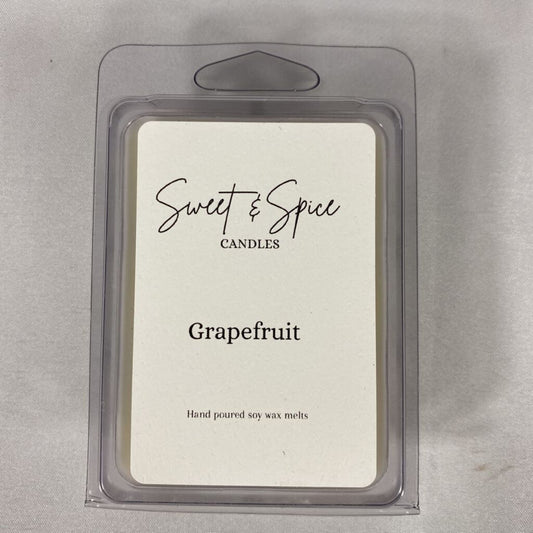 Sweet & Spice
CANDLES
Grapefruit
Hand poured soy wax melts